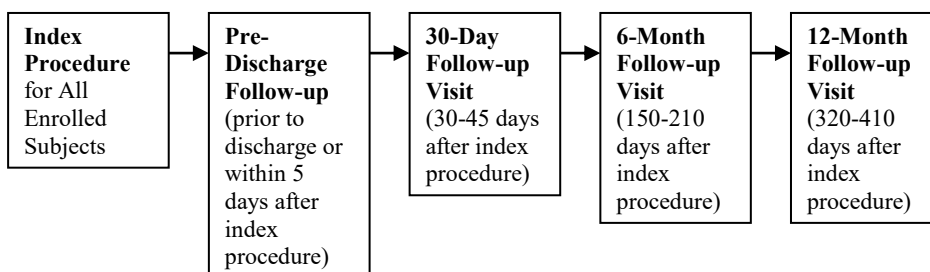 Index
Procedure
for All
Enrolled
Subjects
Pre-
Discharge
Follow-up
(prior to
discharge or
within 5
days after
index
procedure)
30-Day
Follow-up
Visit
(30-45 days
after index
procedure)
6-Month
Follow-up
Visit
(150-210
days after
index
procedure)
12-Month
Follow-up
Visit
(320-410
days after
index
procedure)